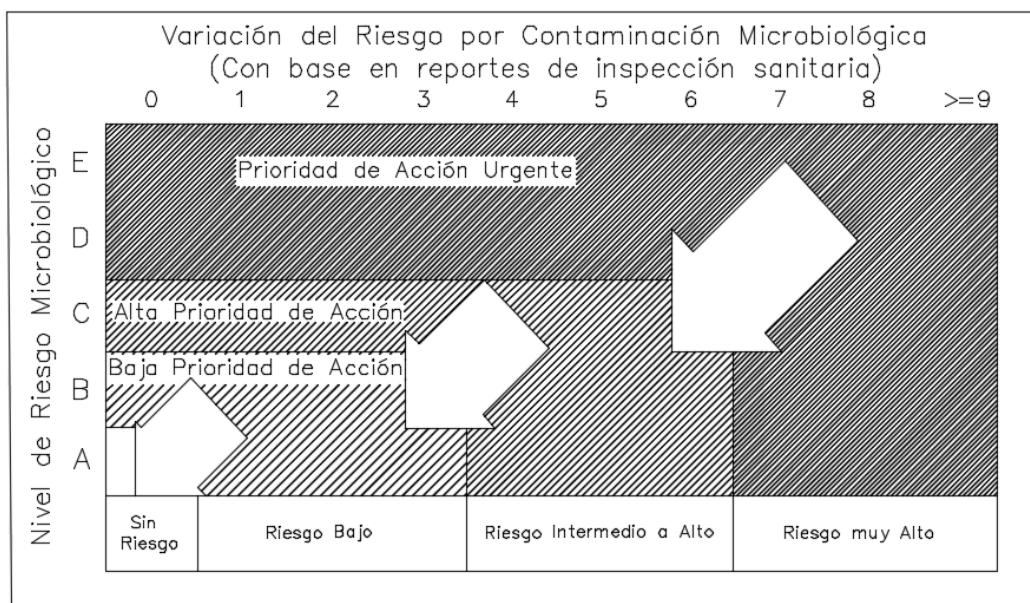 Variación del Riesgo por Contaminación Microbiológica
(Con base en reportes de inspección sanitaria)
0 1 2 3 4 5 6 7 8 >=9
Nivel de Riesgo Microbiológico
E
Prioridad de Acción Urgente
D
C
Alta Prioridad de Acción
Baja Prioridad de Acción
B
A
Sin
Riesgo
Riesgo Bajo
Riesgo Intermedio a Alto
Riesgo muy Alto